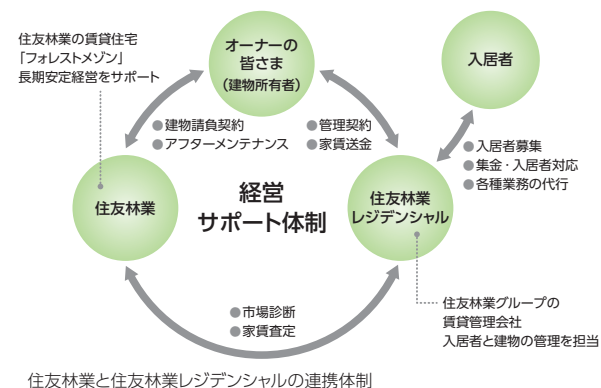 住友林業の賃貸住宅
「フォレストメゾン」
長期安定経営をサポート
オーナーの
皆さま
(建物所有者)
入居者
●建物請負契約
●アフターメンテナンス
●管理契約
●家賃送金
●入居者募集
●集金・入居者対応
●各種業務の代行
住友林業
経営
サポート体制
住友林業
レジデンシャル
●市場診断
●家賃査定
住友林業グループの
賃貸管理会社
入居者と建物の管理を担当
住友林業と住友林業レジデンシャルの連携体制